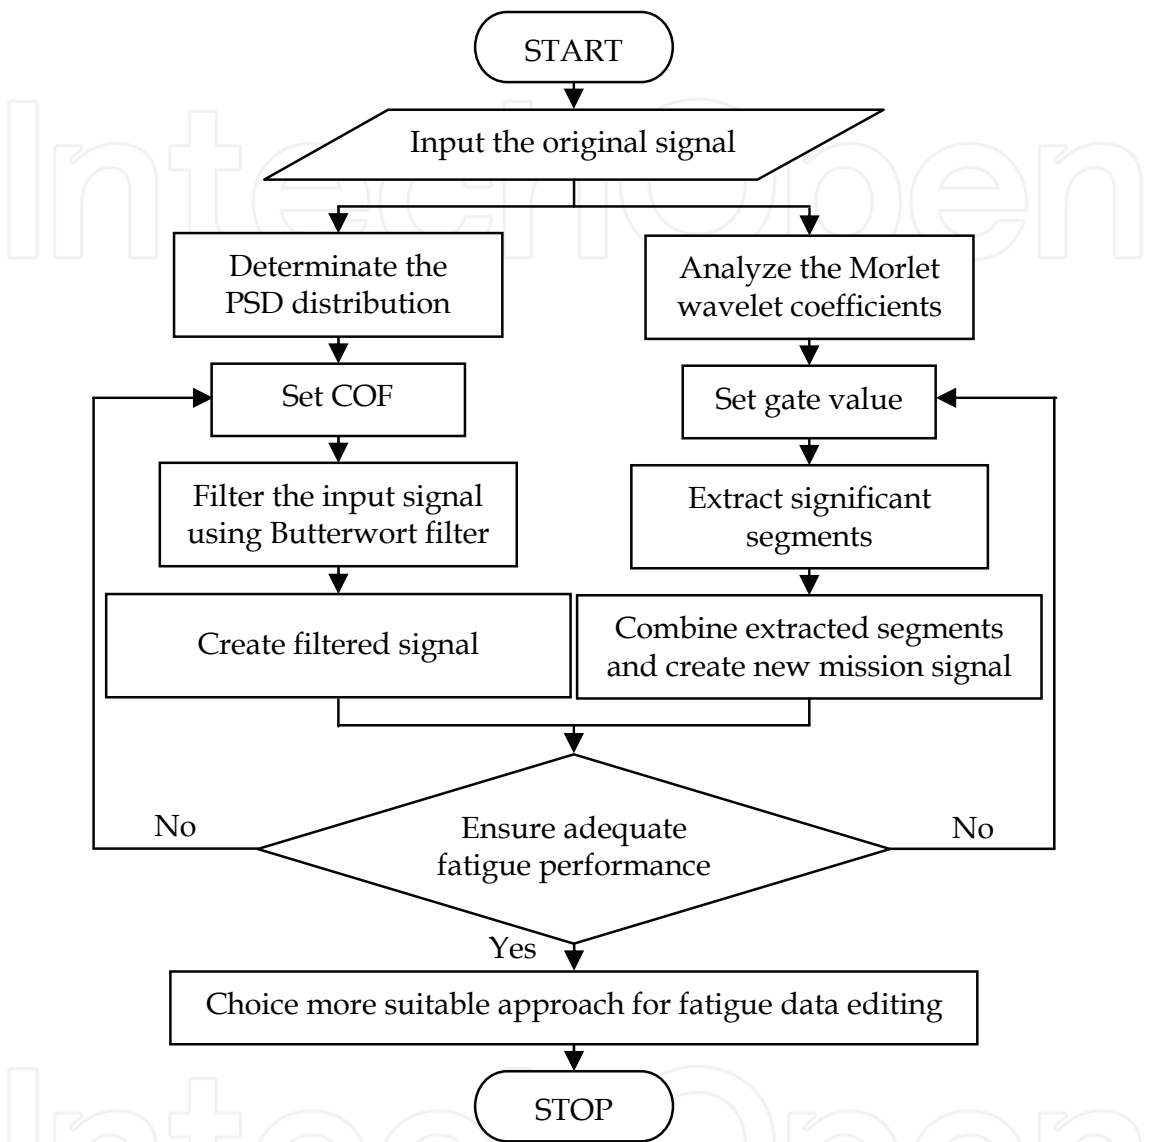 START
Input the original signal
Determinate the
PSD distribution
Analyze the Morlet
wavelet coefficients
Set COF
Set gate value
Filter the input signal
using Butterwort filter
Extract significant
segments
Create filtered signal
Combine extracted segments
and create new mission signal
No
Ensure adequate
fatigue performance
No
Yes
Choice more suitable approach for fatigue data editing
STOP
IntechOpen
IntechOpen